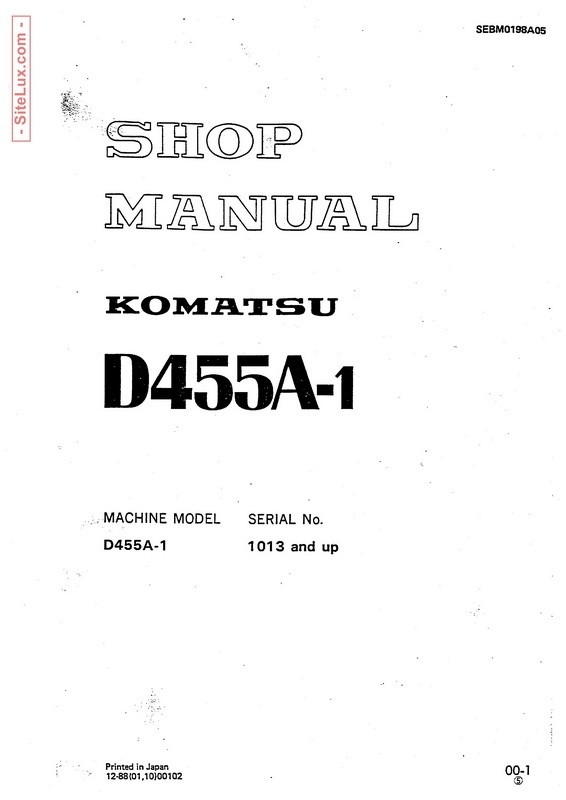 SEBM0198A05
- SiteLux.com -
SHOP
MANUAL
KOMATSU
D455A-1
MACHINE MODEL SERIAL No.
D455A-1 1013 and up
Printed in Japan
12-88(01,10)00102
00-1
⑤